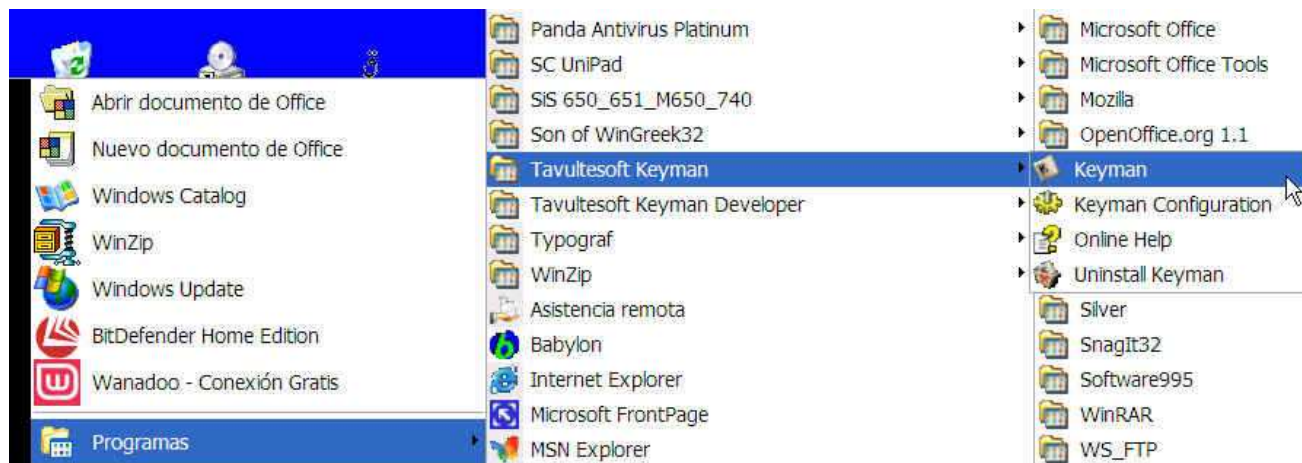 Abrir documento de Office
Nuevo documento de Office
Windows Catalog
WinZip
Windows Update
BitDefender Home Edition
Wanadoo - Conexión Gratis
Programas
Panda Antivirus Platinum
SC UniPad
SiS 650_651_M650_740
Son of WinGreek32
Tavultesoft Keyman
Tavultesoft Keyman Developer
Typograf
WinZip
Asistencia remota
Babylon
Internet Explorer
Microsoft FrontPage
MSN Explorer
Microsoft Office
Microsoft Office Tools
Mozilla
OpenOffice.org 1.1
Keyman
Keyman Configuration
Online Help
Uninstall Keyman
Silver
SnagIt32
Software995
WinRAR
WS_FTP